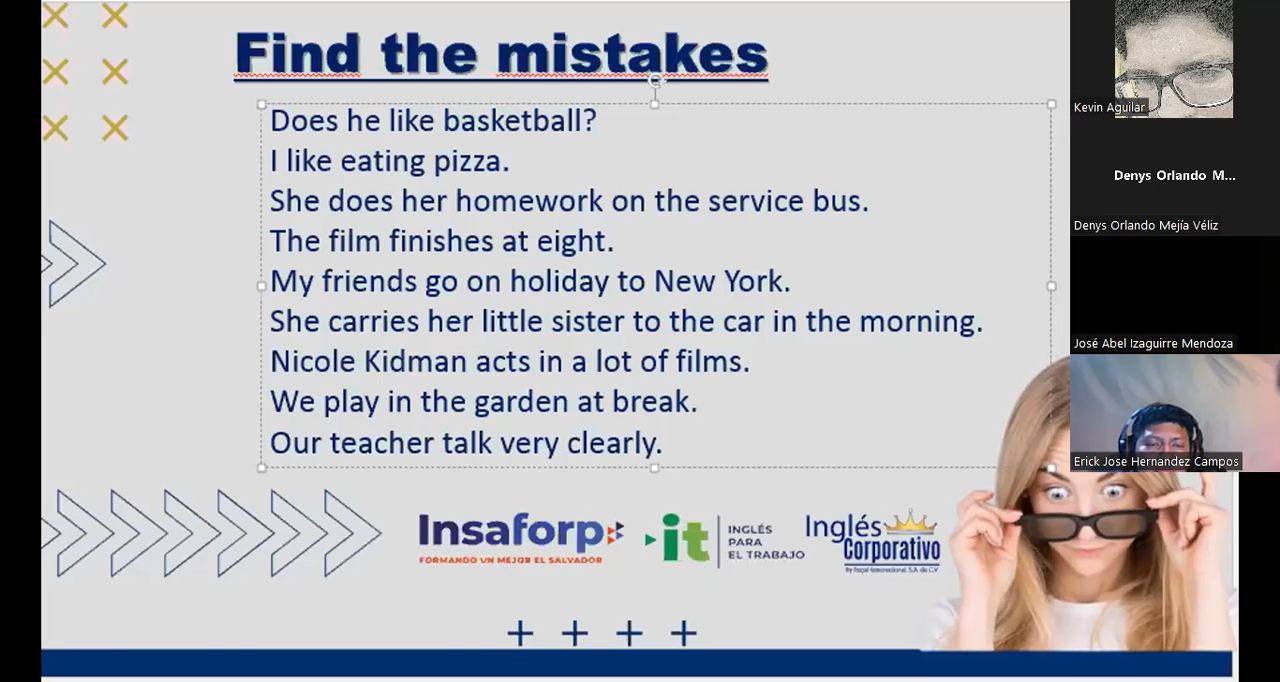 Find the mistakes
Does he like basketball?
I like eating pizza.
She does her homework on the service bus.
The film finishes at eight.
My friends go on holiday to New York.
She carries her little sister to the car in the morning.
Nicole Kidman acts in a lot of films.
We play in the garden at break.
Our teacher talk very clearly.
Insaforp
FORMANDO UN MEJOR EL SALVADOR
it
INGLÉS
PARA
EL TRABAJO
Inglés
Corporativo
Kevin Aguilar
Denys Orlando M...
Denys Orlando Mejía Véliz
José Abel Izaguirre Mendoza
Erick Jose Hernandez Campos